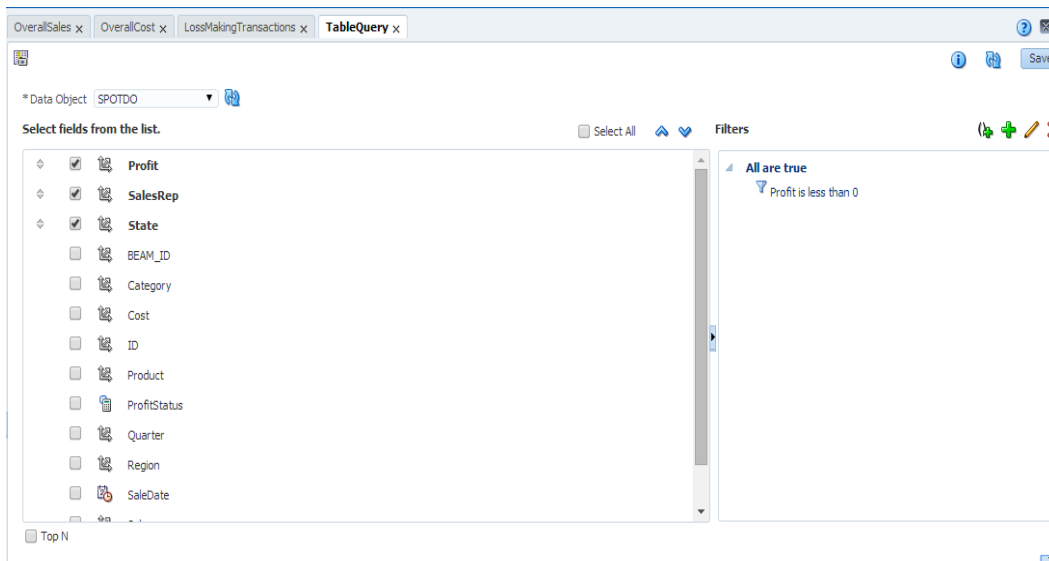 OverallSales x OverallCost x LossMakingTransactions x TableQuery x
Save
* Data Object SPOTDO
Select fields from the list. Select All Filters
Profit
SalesRep
State
BEAM_ID
Category
Cost
ID
Product
ProfitStatus
Quarter
Region
SaleDate
All are true
Profit is less than 0
Top N